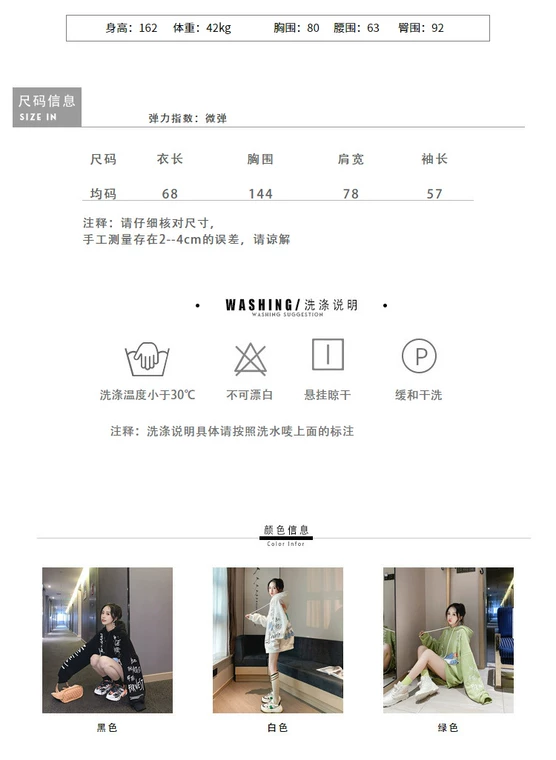 身高：162 体重：42kg 胸围：80 腰围：63 臀围：92
尺码信息
SIZE IN
弹力指数：微弹
尺码 衣长 胸围 肩宽 袖长
均码 68 144 78 57
注释：请仔细核对尺寸，
手工测量存在2--4cm的误差，请谅解
WASHING/洗涤说明
WASHING SUGGESTION
P
洗涤温度小于30℃ 不可漂白 悬挂晾干 缓和干洗
注释：洗涤说明具体请按照洗水唛上面的标注
颜色信息
Color Infor
黑色 白色 绿色